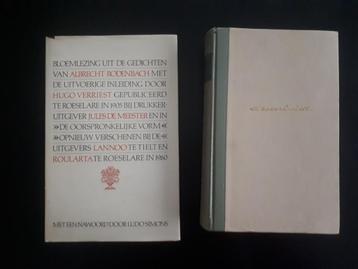 BLOEMLEZING UIT DE GEDICHTEN
VAN ALBRECHT RODENBACH MET
DE UITVOERIGE INLEIDING DOOR
HUGO VERRIEST GEPUBLICEERD
TE ROESELARE IN 1905 BIJ DRUKKER-
UITGEVER JULES DE MEESTER EN IN
»DE OORSPRONKELIJKE VORM«
OPNIEUW VERSCHENEN BIJ DE
UITGEVERS LANNOO TE TIELT EN
ROULARTA TE ROESELARE IN 1980
MET EEN NAWOORD DOOR LUDO SIMONS